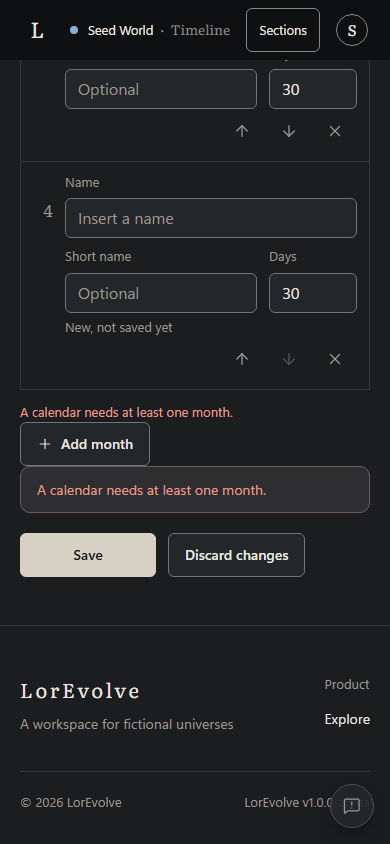 L Seed World · Timeline Sections S
Optional 30
Name
4 Insert a name
Short name Days
Optional 30
New, not saved yet
A calendar needs at least one month.
+ Add month
A calendar needs at least one month.
Save Discard changes
LorEvolve Product
A workspace for fictional universes Explore
© 2026 LorEvolve LorEvolve v1.0.0